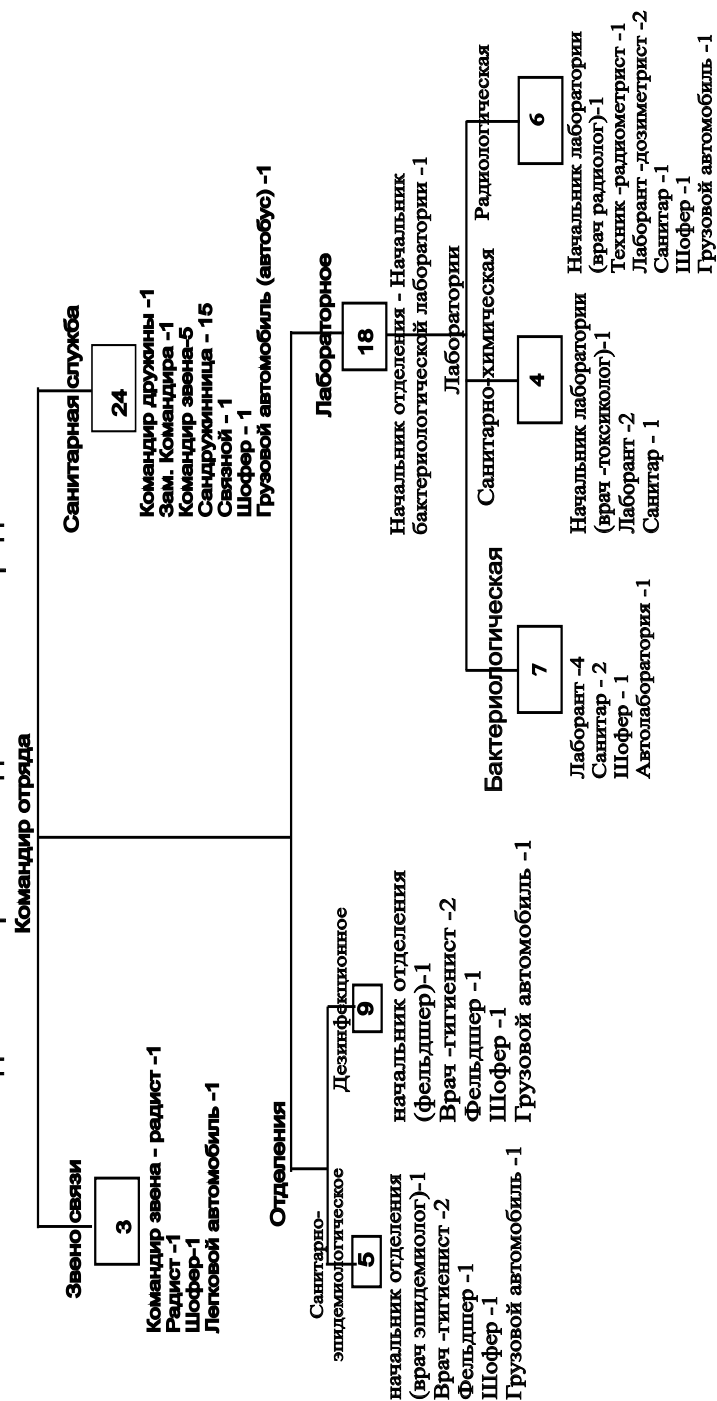 Командир отряда
Звено связи
3
Командир звена - радист -1
Радист -1
Шофер-1
Легковой автомобиль -1
Санитарная служба
24
Командир дружины -1
Зам. Командира -1
Командир звена-5
Сандружинница - 15
Связной - 1
Шофер - 1
Грузовой автомобиль (автобус) -1
Отделения
Санитарно-
эпидемиологическое
5
начальник отделения
(врач эпидемиолог)-1
Врач -гигиенист -2
Фельдшер -1
Шофер -1
Грузовой автомобиль -1
Дезинфекционное
9
начальник отделения
(фельдшер)-1
Врач -гигиенист -2
Фельдшер -1
Шофер -1
Грузовой автомобиль -1
Лабораторное
18
Начальник отделения - Начальник
бактериологической лаборатории -1
Лаборатории
Бактериологическая
7
Лаборант -4
Санитар - 2
Шофер - 1
Автолаборатория -1
Санитарно-химическая
4
Начальник лаборатории
(врач -токсиколог)-1
Лаборант -2
Санитар - 1
Радиологическая
6
Начальник лаборатории
(врач радиолог)-1
Техник -радиометрист -1
Лаборант -дозиметрист -2
Санитар -1
Шофер -1
Грузовой автомобиль -1